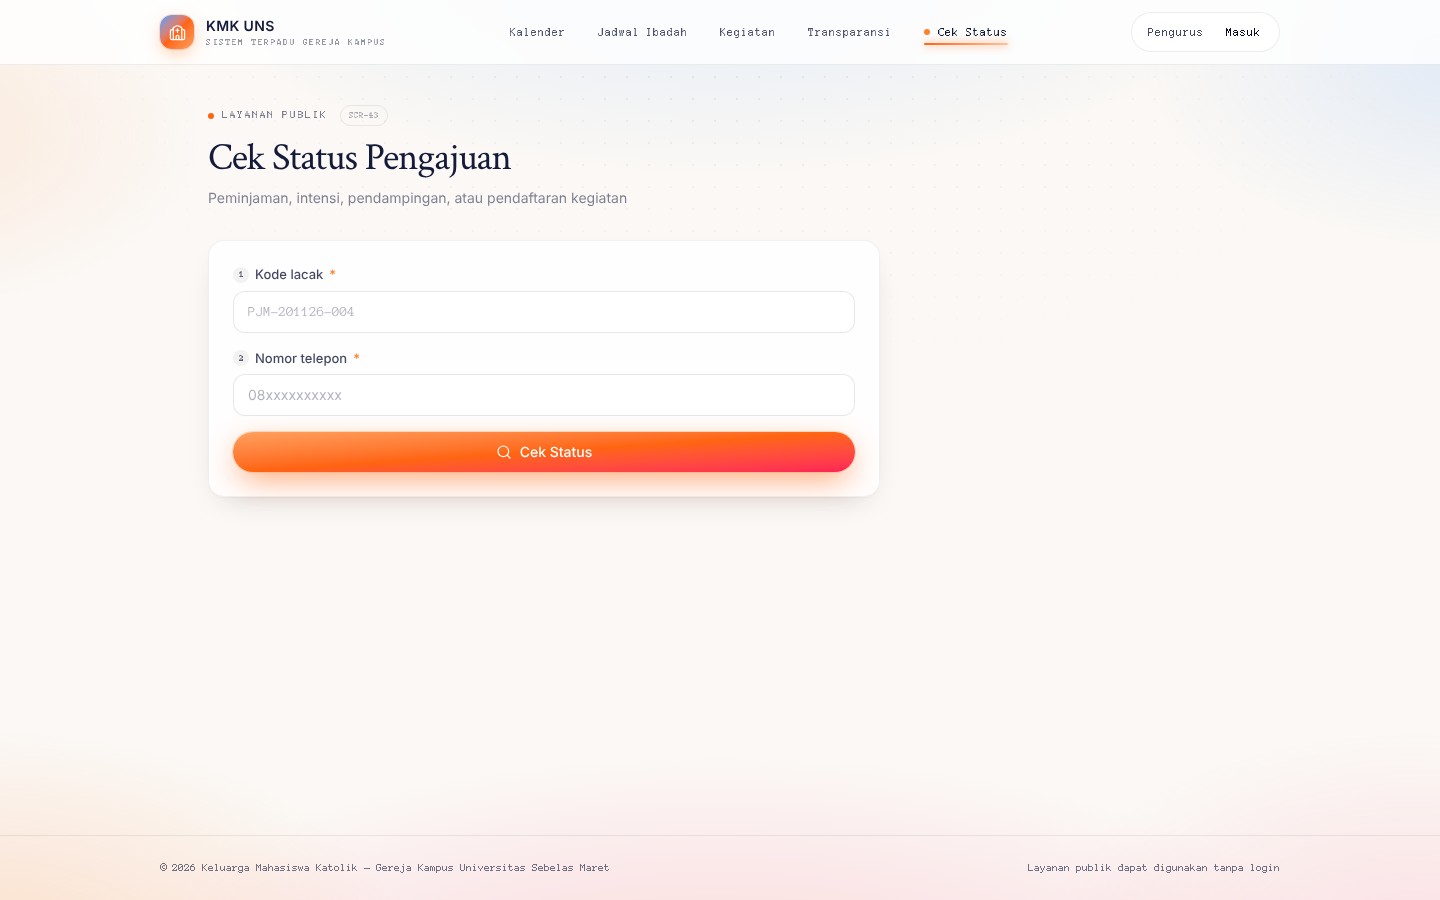 KMK UNS
SISTEM TERPADU GEREJA KAMPUS
Kalender
Jadwal Ibadah
Kegiatan
Transparansi
Cek Status
Pengurus
Masuk
LAYANAN PUBLIK
SCR-43
Cek Status Pengajuan
Peminjaman, intensi, pendampingan, atau pendaftaran kegiatan
1 Kode lacak *
PJM-201126-004
2 Nomor telepon *
08xxxxxxxxxx
Cek Status
© 2026 Keluarga Mahasiswa Katolik — Gereja Kampus Universitas Sebelas Maret
Layanan publik dapat digunakan tanpa login